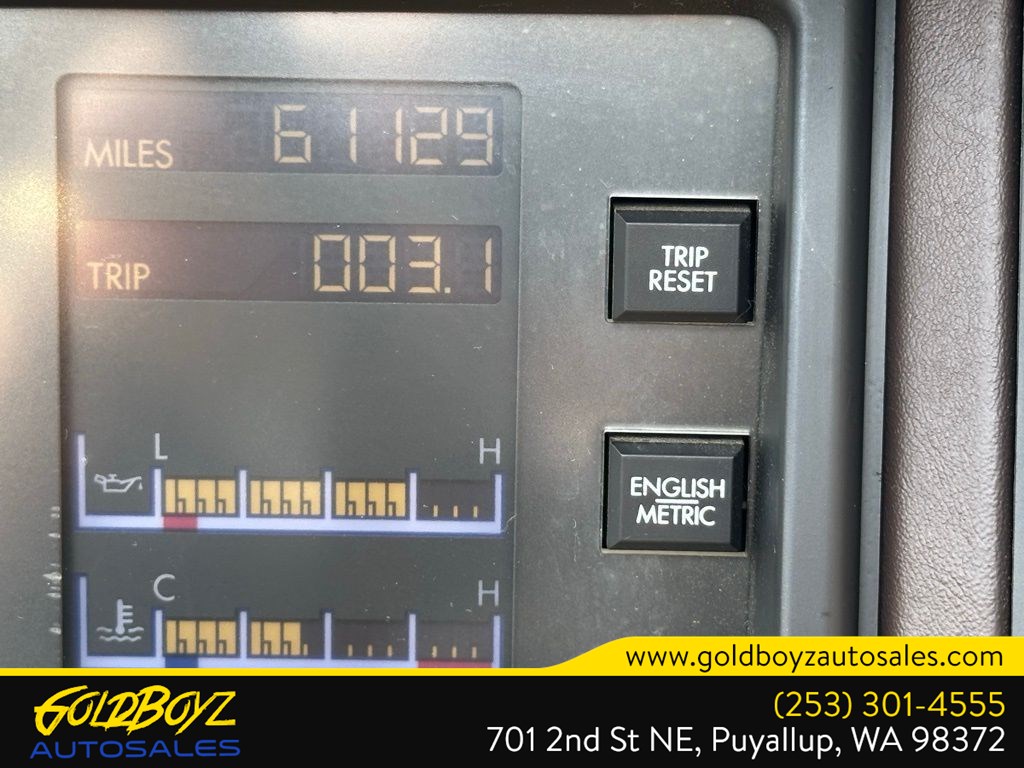 MILES 61129
TRIP 003.1
TRIP
RESET
L H
ENGLISH
METRIC
C H
www.goldboyzautosales.com
GOLDBOYZ
AUTOSALES
(253) 301-4555
701 2nd St NE, Puyallup, WA 98372